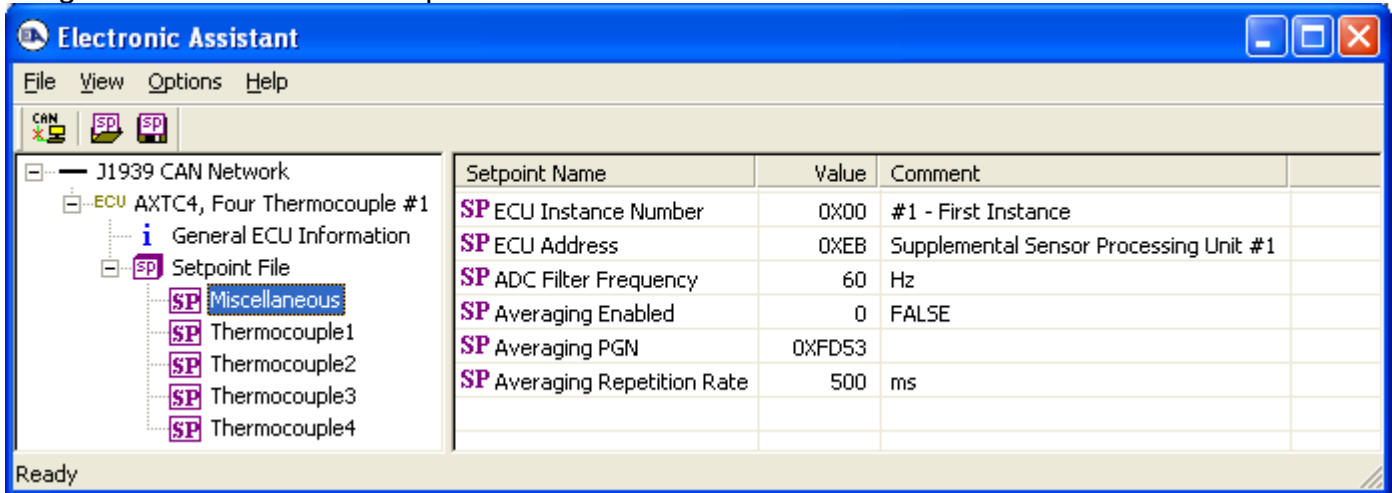 Electronic Assistant
File View Options Help
CAN SP SP
J1939 CAN Network
ECU AXTC4, Four Thermocouple #1
i General ECU Information
SP Setpoint File
SP Miscellaneous
SP Thermocouple1
SP Thermocouple2
SP Thermocouple3
SP Thermocouple4
Setpoint Name Value Comment
SP ECU Instance Number 0X00 #1 - First Instance
SP ECU Address 0XEB Supplemental Sensor Processing Unit #1
SP ADC Filter Frequency 60 Hz
SP Averaging Enabled 0 FALSE
SP Averaging PGN 0XFD53
SP Averaging Repetition Rate 500 ms
Ready